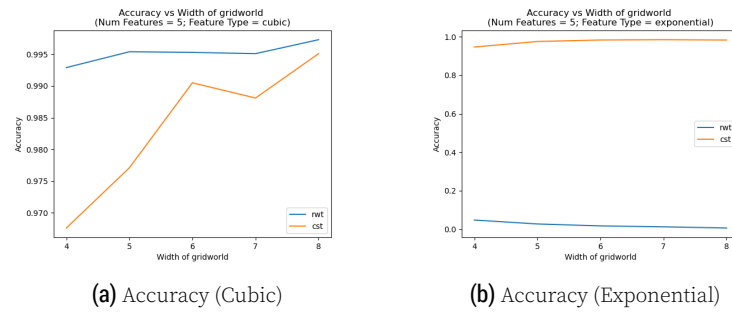 Accuracy vs Width of gridworld
(Num Features = 5; Feature Type = cubic)
Accuracy
0.995
0.990
0.985
0.980
0.975
0.970
rwt
cst
4 5 6 7 8
Width of gridworld
(a) Accuracy (Cubic)
Accuracy vs Width of gridworld
(Num Features = 5; Feature Type = exponential)
Accuracy
1.0
0.8
0.6
0.4
0.2
0.0
rwt
cst
4 5 6 7 8
Width of gridworld
(b) Accuracy (Exponential)